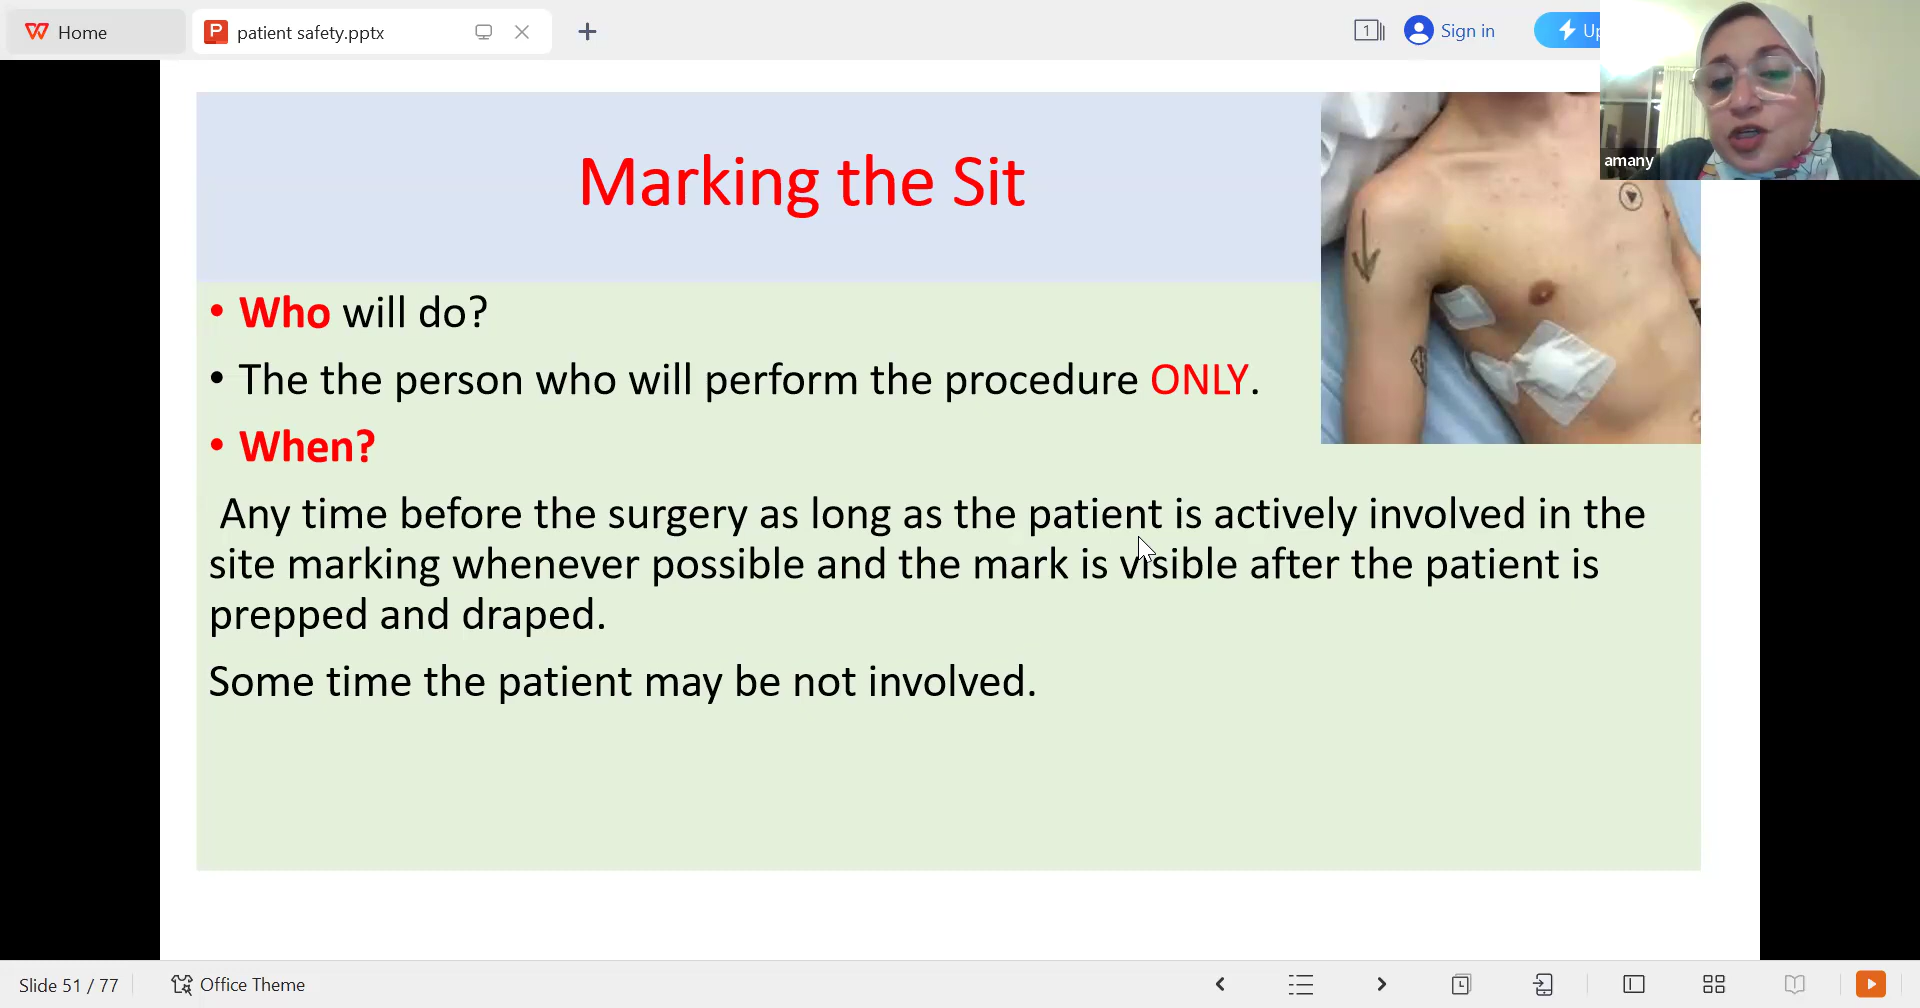 Home
patient safety.pptx
1
Sign in
Up
amany
Marking the Sit
• Who will do?
• The the person who will perform the procedure ONLY.
• When?
Any time before the surgery as long as the patient is actively involved in the
site marking whenever possible and the mark is visible after the patient is
prepped and draped.
Some time the patient may be not involved.
Slide 51 / 77
Office Theme